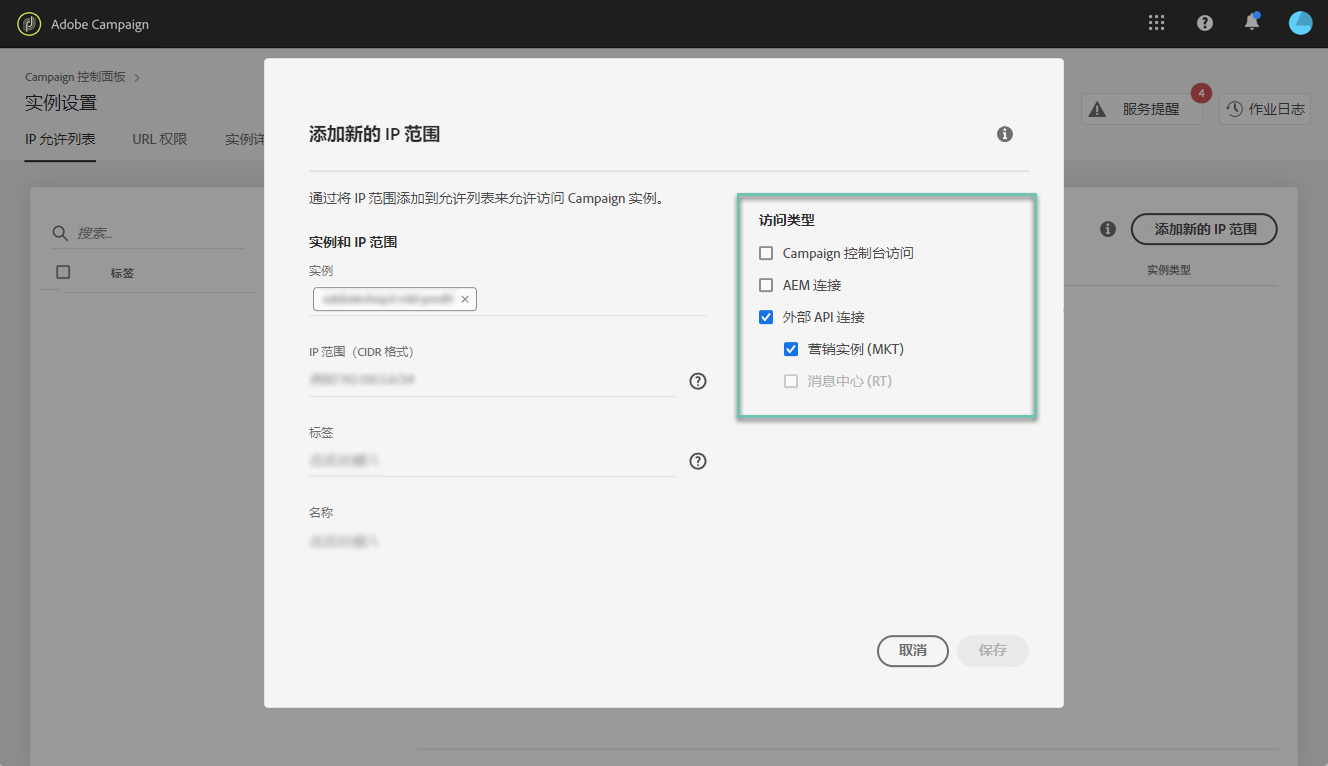 Adobe Campaign
Campaign 控制面板
实例设置
IP 允许列表
URL 权限
实例详
服务提醒
4
作业日志
搜索...
标签
添加新的 IP 范围
实例类型
添加新的 IP 范围
通过将 IP 范围添加到允许列表来允许访问 Campaign 实例。
实例和 IP 范围
实例
IP 范围（CIDR 格式）
标签
名称
访问类型
Campaign 控制台访问
AEM 连接
外部 API 连接
营销实例 (MKT)
消息中心 (RT)
取消
保存